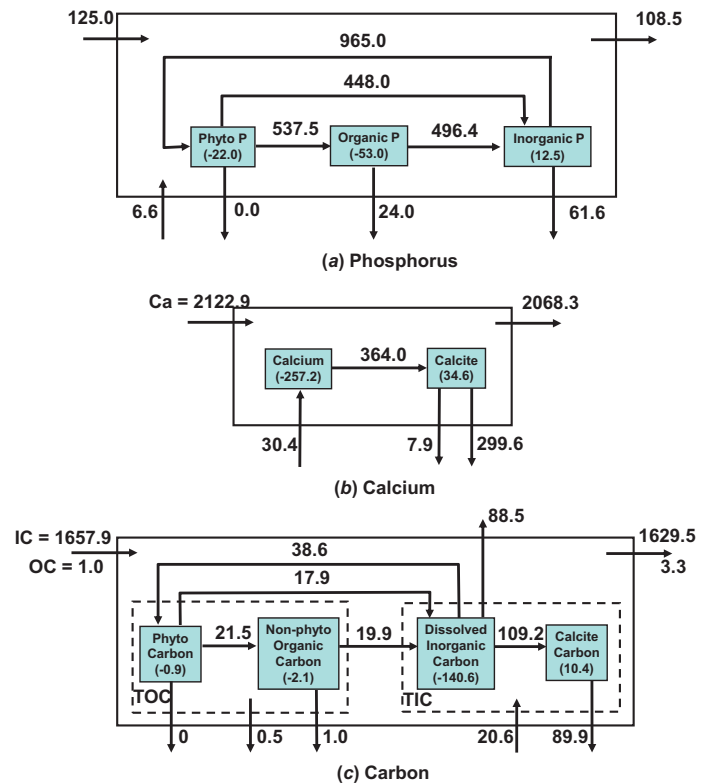 125.0
108.5
965.0
448.0
537.5
496.4
Phyto P
(-22.0)
Organic P
(-53.0)
Inorganic P
(12.5)
6.6
0.0
24.0
61.6
(a) Phosphorus
Ca = 2122.9
2068.3
364.0
Calcium
(-257.2)
Calcite
(34.6)
30.4
7.9
299.6
(b) Calcium
88.5
IC = 1657.9
OC = 1.0
1629.5
3.3
38.6
17.9
21.5
19.9
109.2
Phyto
Carbon
(-0.9)
Non-phyto
Organic
Carbon
(-2.1)
Dissolved
Inorganic
Carbon
(-140.6)
Calcite
Carbon
(10.4)
TOC
TIC
0
0.5
1.0
20.6
89.9
(c) Carbon